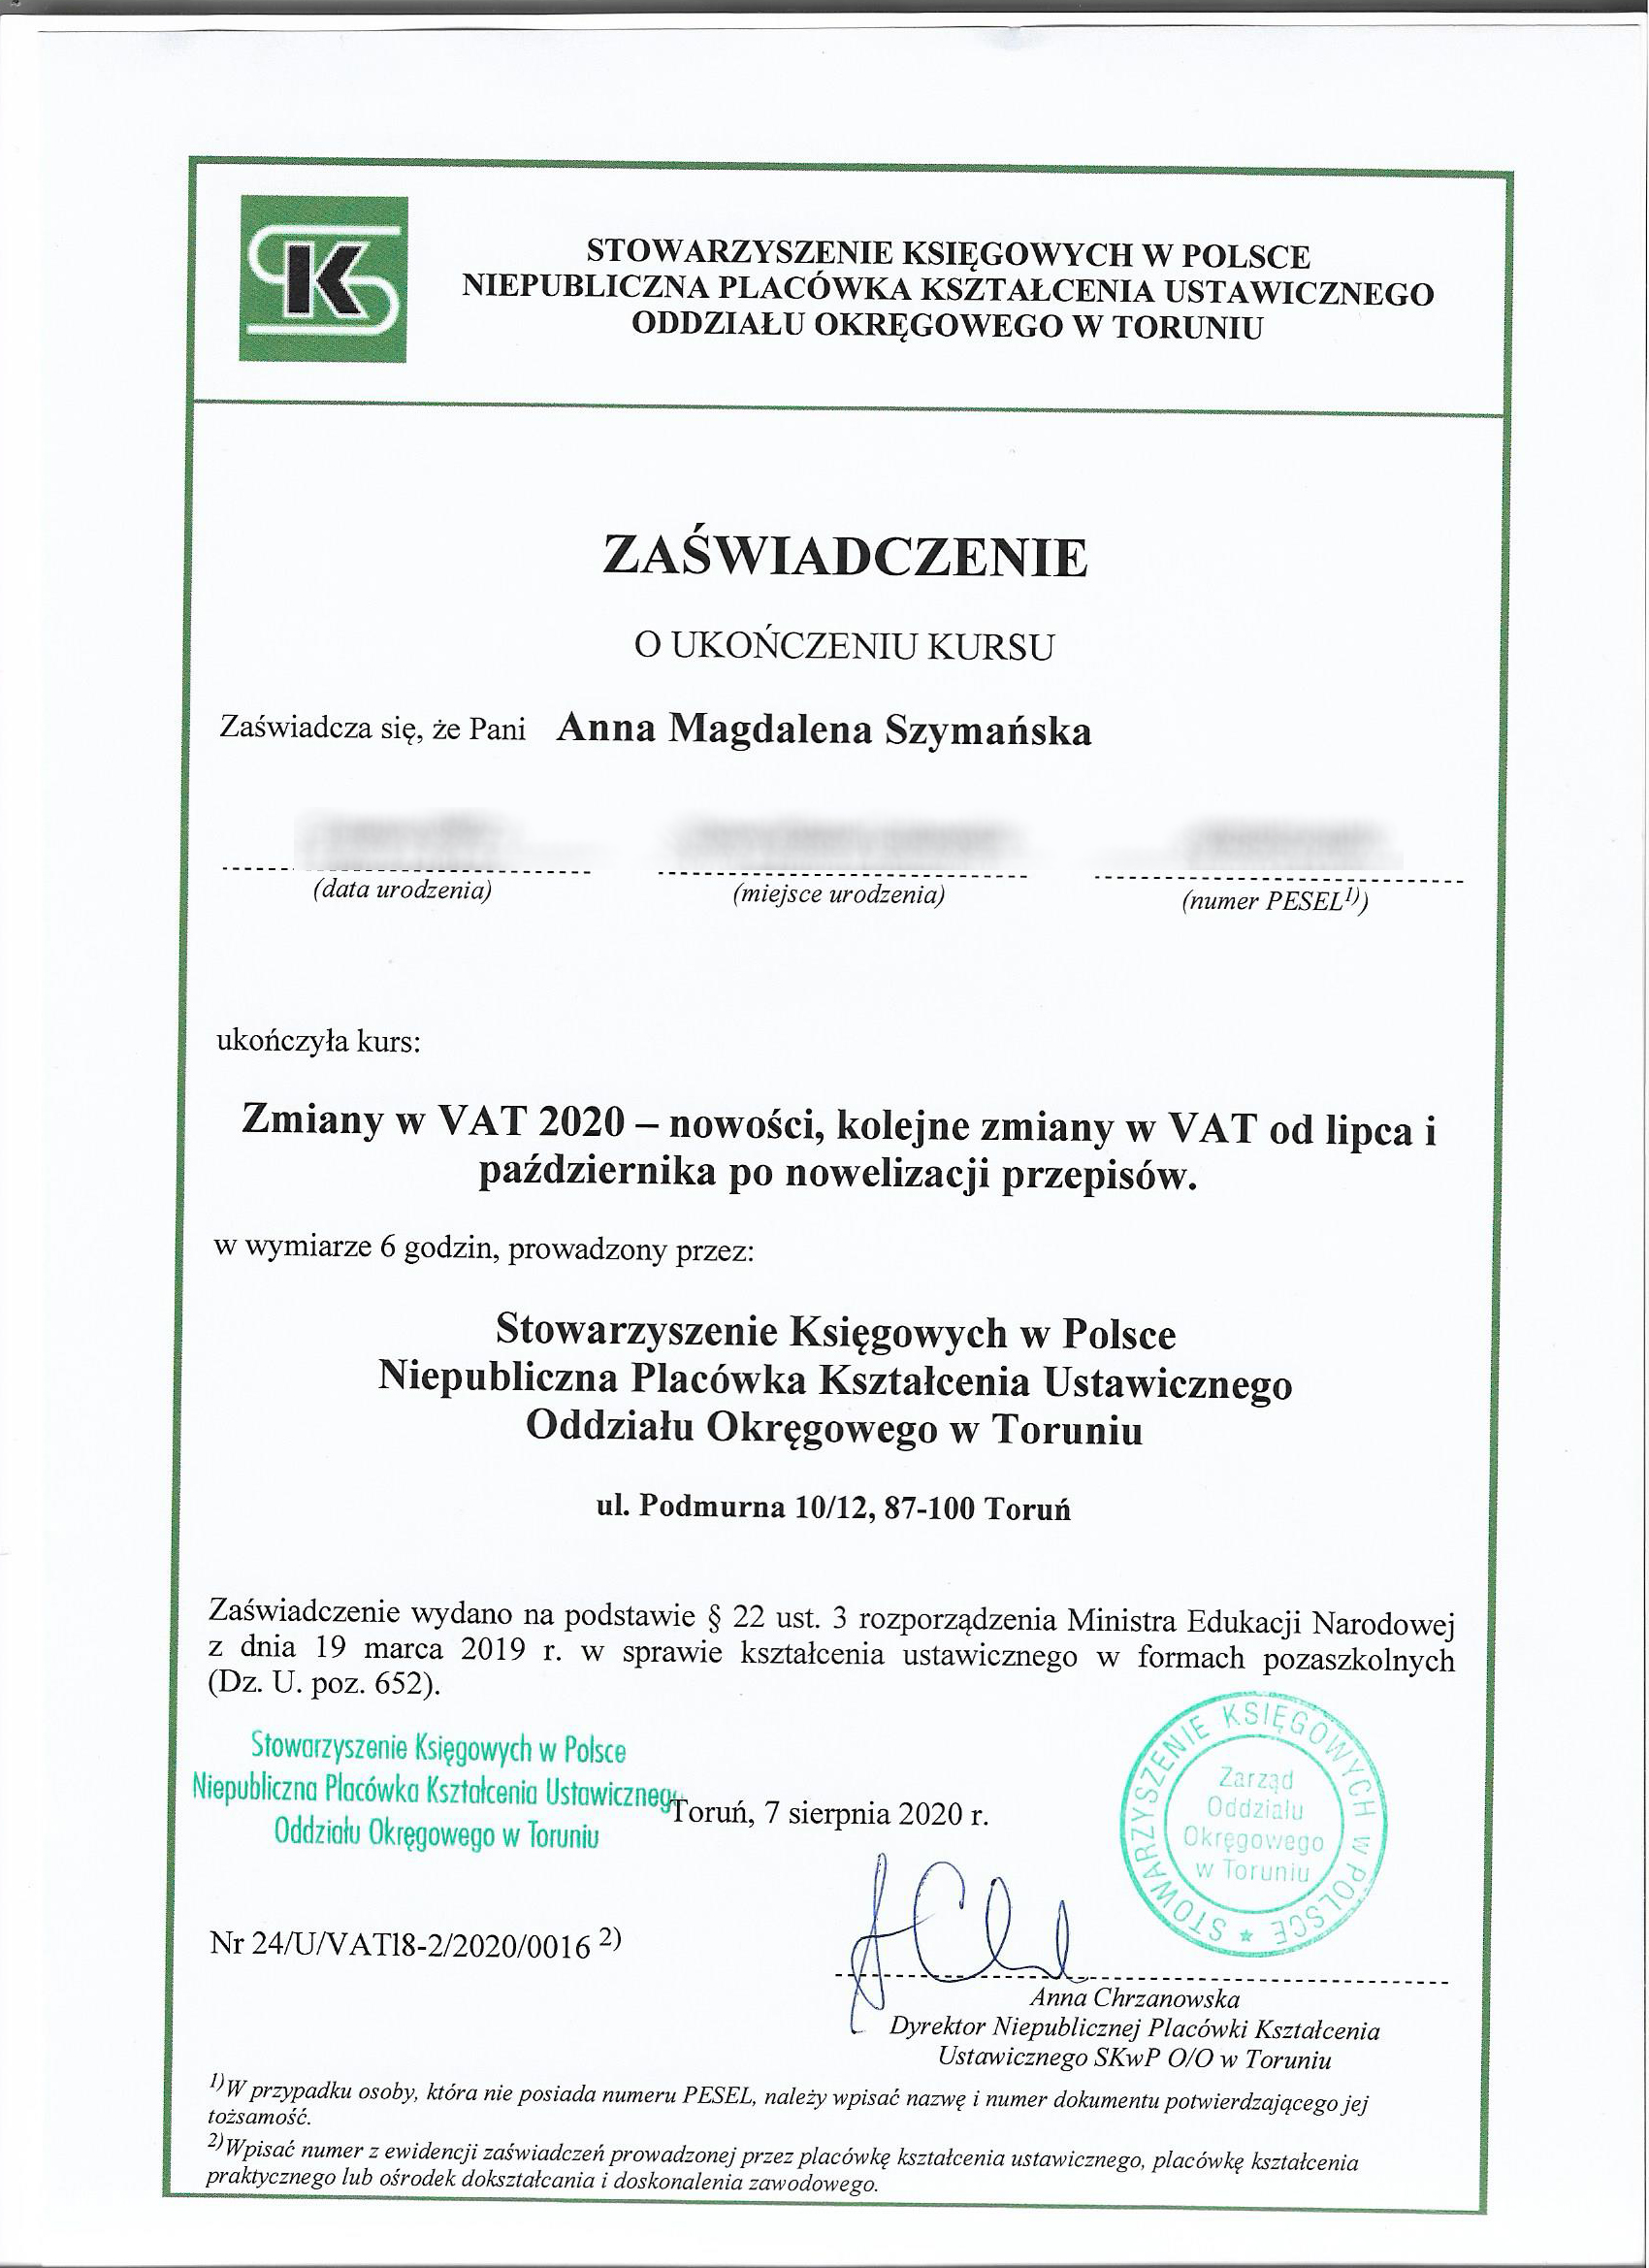 K
STOWARZYSZENIE KSIĘGOWYCH W POLSCE
NIEPUBLICZNA PLACÓWKA KSZTAŁCENIA USTAWICZNEGO
ODDZIAŁU OKRĘGOWEGO W TORUNIU
ZAŚWIADCZENIE
O UKOŃCZENIU KURSU
Zaświadcza się, że Pani Anna Magdalena Szymańska
(data urodzenia) (miejsce urodzenia) (numer PESEL¹⁾)
ukończyła kurs:
Zmiany w VAT 2020 – nowości, kolejne zmiany w VAT od lipca i
października po nowelizacji przepisów.
w wymiarze 6 godzin, prowadzony przez:
Stowarzyszenie Księgowych w Polsce
Niepubliczna Placówka Kształcenia Ustawicznego
Oddziału Okręgowego w Toruniu
ul. Podmurna 10/12, 87-100 Toruń
Zaświadczenie wydano na podstawie § 22 ust. 3 rozporządzenia Ministra Edukacji Narodowej
z dnia 19 marca 2019 r. w sprawie kształcenia ustawicznego w formach pozaszkolnych
(Dz. U. poz. 652).
Stowarzyszenie Księgowych w Polsce
Niepubliczna Placówka Kształcenia Ustawicznego
Oddziału Okręgowego w Toruniu
Toruń, 7 sierpnia 2020 r.
STOWARZYSZENIE KSIĘGOWYCH W POLSCE
Zarząd
Oddziału
Okręgowego
w Toruniu
Nr 24/U/VATl8-2/2020/0016 ²⁾
Anna Chrzanowska
Dyrektor Niepublicznej Placówki Kształcenia
Ustawicznego SKwP O/O w Toruniu
¹⁾W przypadku osoby, która nie posiada numeru PESEL, należy wpisać nazwę i numer dokumentu potwierdzającego jej
tożsamość.
²⁾Wpisać numer z ewidencji zaświadczeń prowadzonej przez placówkę kształcenia ustawicznego, placówkę kształcenia
praktycznego lub ośrodek dokształcania i doskonalenia zawodowego.